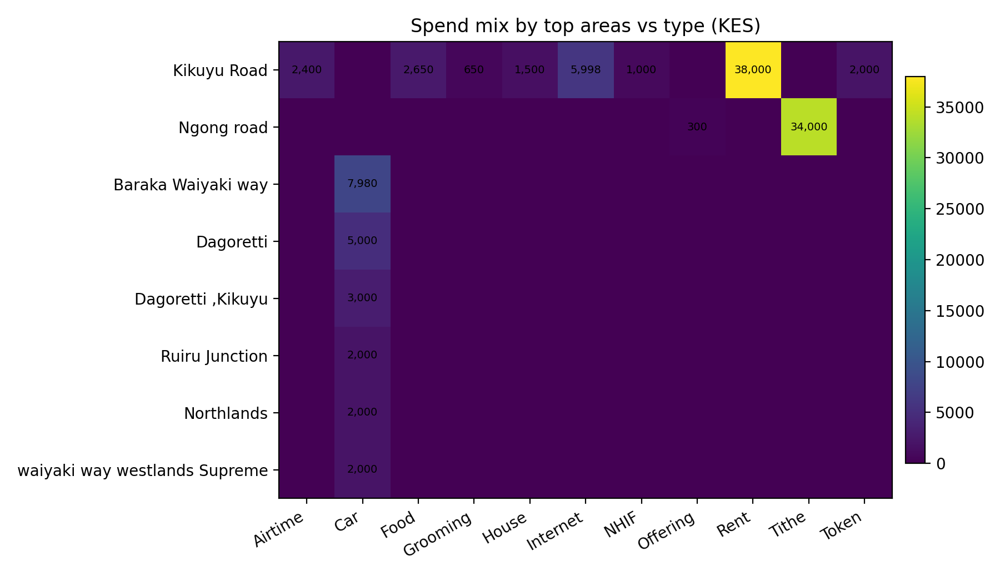 Spend mix by top areas vs type (KES)
Kikuyu Road 2,400 2,650 650 1,500 5,998 1,000 38,000 2,000
Ngong road 300 34,000
Baraka Waiyaki way 7,980
Dagoretti 5,000
Dagoretti ,Kikuyu 3,000
Ruiru Junction 2,000
Northlands 2,000
waiyaki way westlands Supreme 2,000
Airtime Car Food Grooming House Internet NHIF Offering Rent Tithe Token
35000
30000
25000
20000
15000
10000
5000
0